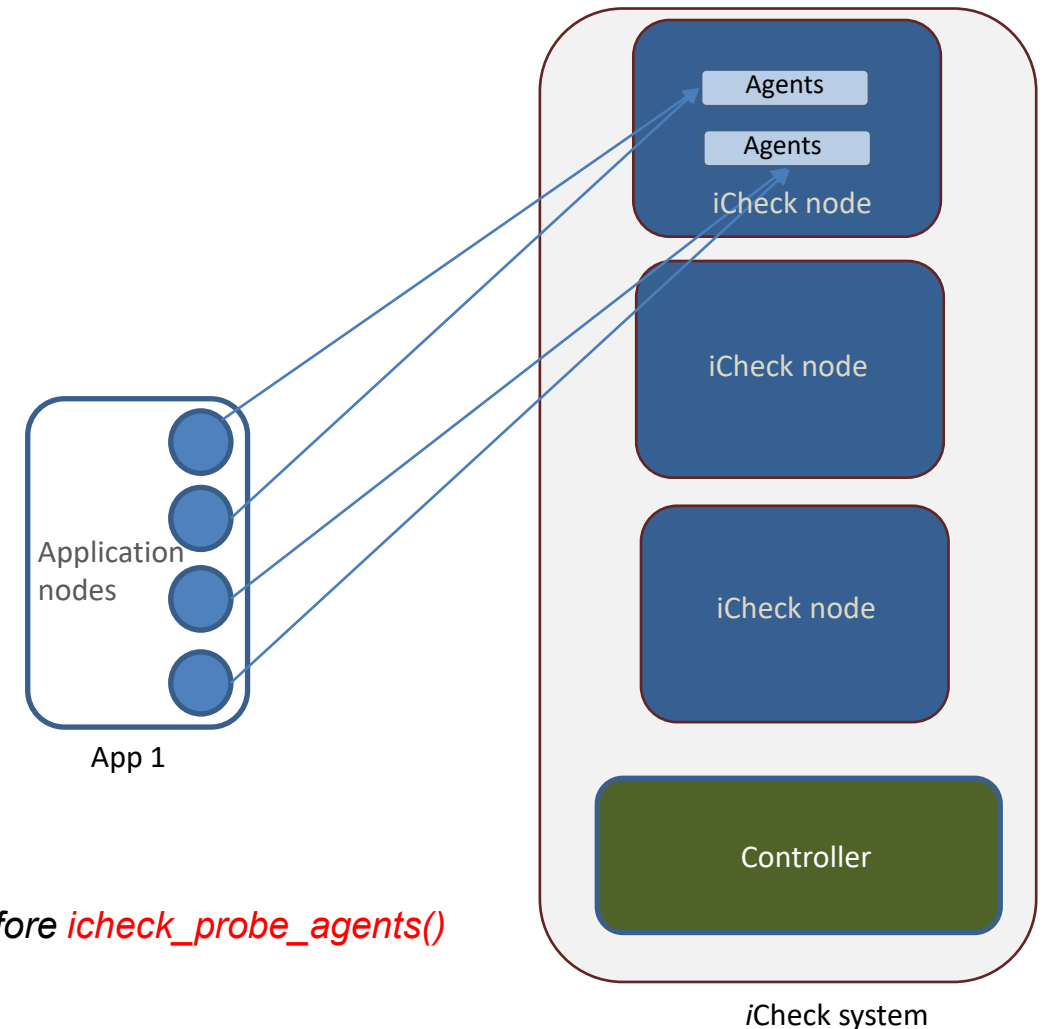 Agents
Agents
iCheck node
iCheck node
iCheck node
Application
nodes
App 1
Controller
fore icheck_probe_agents()
iCheck system